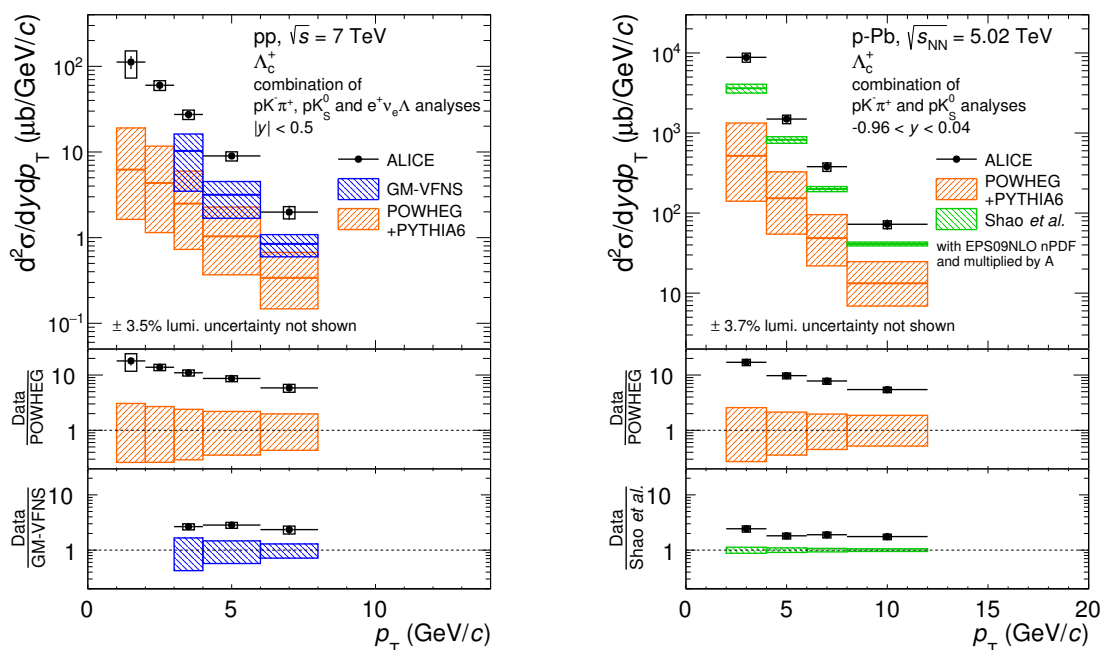 pp, √s = 7 TeV
Λc+
combination of
pK⁻π⁺, pK⁰S and e⁺νeΛ analyses
|y| < 0.5
ALICE
GM-VFNS
POWHEG
+PYTHIA6
± 3.5% lumi. uncertainty not shown
d²σ/dydpT (μb/GeV/c)
10²
10
1
10⁻¹
Data
POWHEG
10
1
Data
GM-VFNS
10
1
0 5 10
pT (GeV/c)
p-Pb, √sNN = 5.02 TeV
Λc+
combination of
pK⁻π⁺ and pK⁰S analyses
-0.96 < y < 0.04
ALICE
POWHEG
+PYTHIA6
Shao et al.
with EPS09NLO nPDF
and multiplied by A
± 3.7% lumi. uncertainty not shown
d²σ/dydpT (μb/GeV/c)
10⁴
10³
10²
10
Data
POWHEG
10
1
Data
Shao et al.
10
1
0 5 10 15 20
pT (GeV/c)